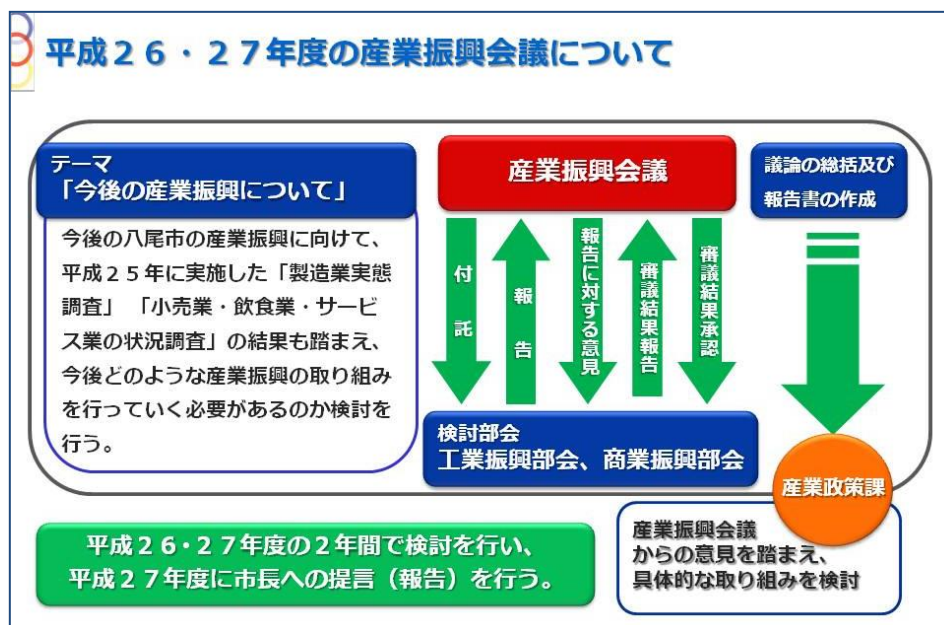 平成２６・２７年度の産業振興会議について
テーマ
「今後の産業振興について」
今後の八尾市の産業振興に向けて、
平成２５年に実施した「製造業実態
調査」「小売業・飲食業・サービ
ス業の状況調査」の結果も踏まえ、
今後どのような産業振興の取り組み
を行っていく必要があるのか検討を
行う。
産業振興会議
付託
報告
報告に対する意見
審議結果報告
審議結果承認
検討部会
工業振興部会、商業振興部会
議論の総括及び
報告書の作成
産業政策課
産業振興会議
からの意見を踏まえ、
具体的な取り組みを検討
平成２６・２７年度の２年間で検討を行い、
平成２７年度に市長への提言（報告）を行う。